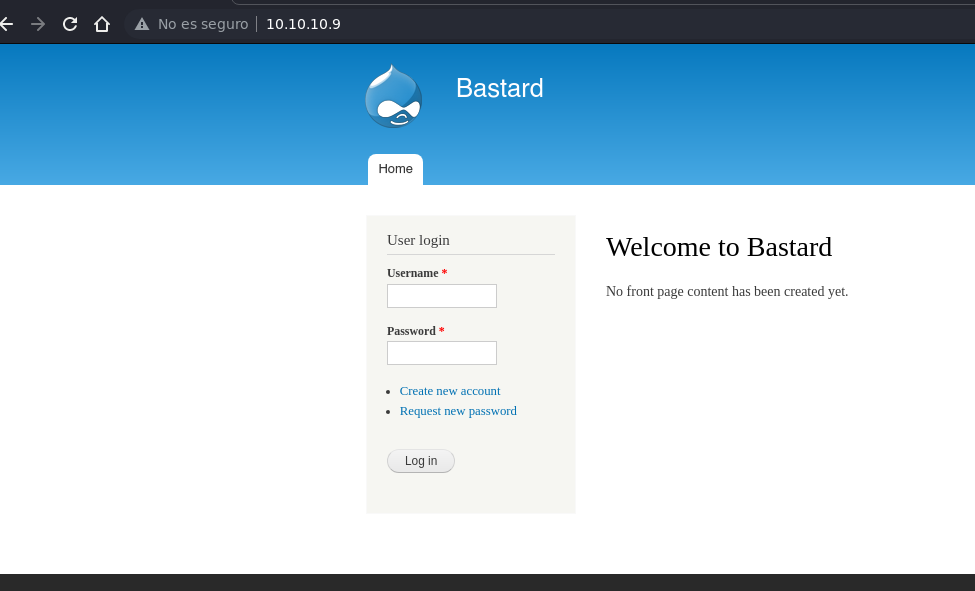 No es seguro 10.10.10.9
Bastard
Home
User login
Username *
Password *
Create new account
Request new password
Log in
Welcome to Bastard
No front page content has been created yet.